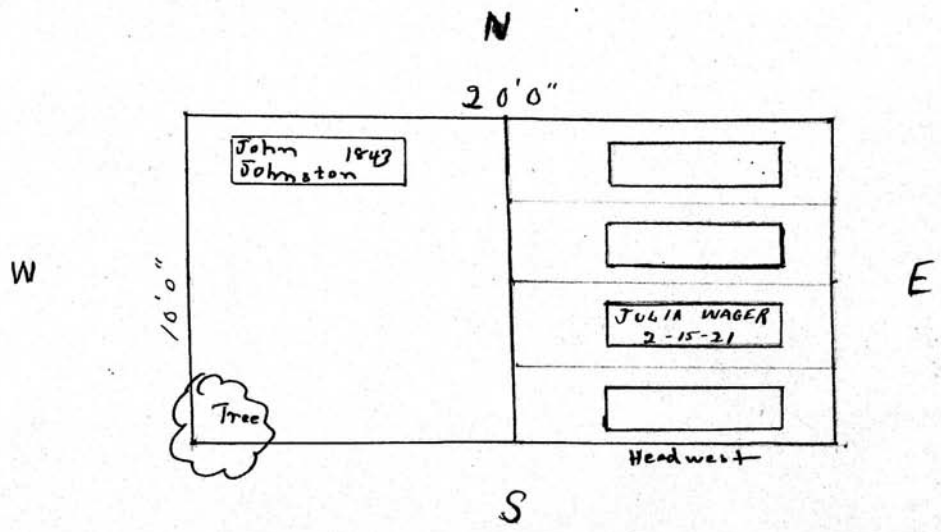 N
20'0"
John 1843
Johnston
W
E
10'0"
JULIA WAGER
2-15-21
Tree
Head west
S